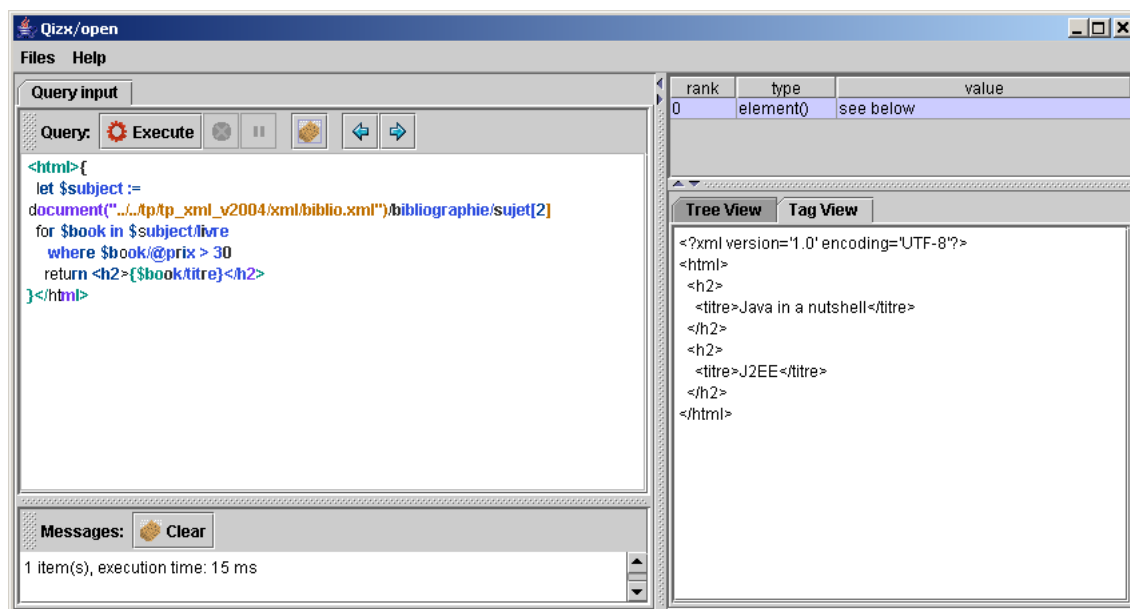 Qizx/open
Files Help
Query input
Query: Execute
<html>{
let $subject :=
document("../../tp/tp_xml_v2004/xml/biblio.xml")/bibliographie/sujet[2]
for $book in $subject/livre
where $book/@prix > 30
return <h2>{$book/titre}</h2>
}</html>
Messages: Clear
1 item(s), execution time: 15 ms
rank type value
0 element() see below
Tree View Tag View
<?xml version='1.0' encoding='UTF-8'?>
<html>
<h2>
<titre>Java in a nutshell</titre>
</h2>
<h2>
<titre>J2EE</titre>
</h2>
</html>